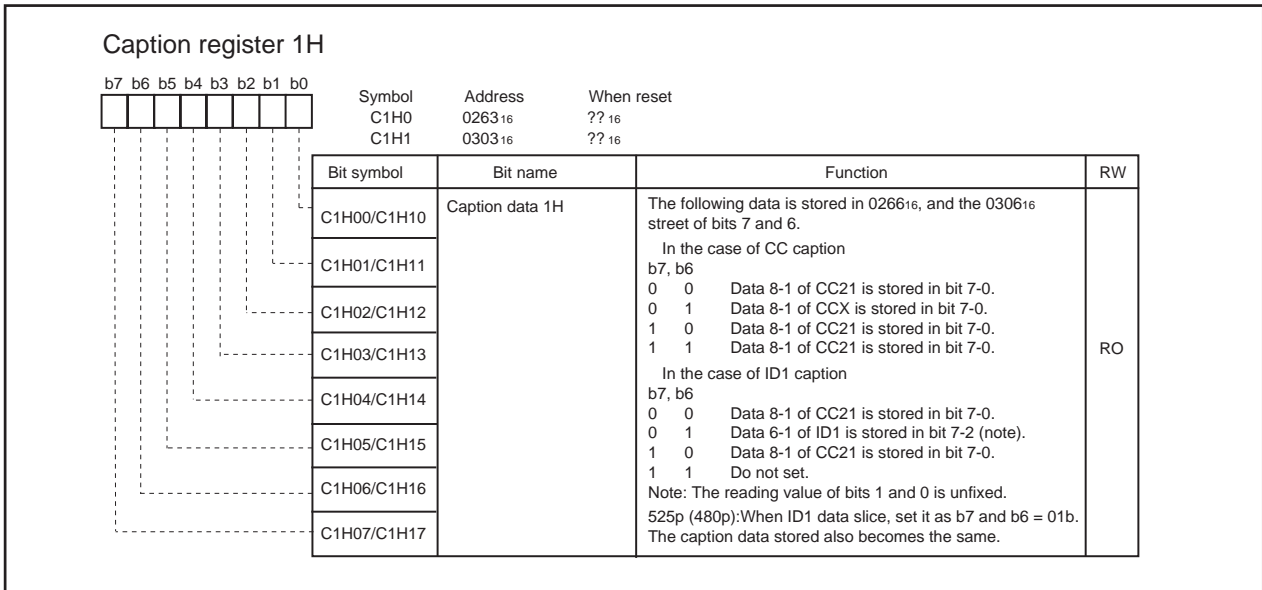 Caption register 1H
b7 b6 b5 b4 b3 b2 b1 b0
Symbol Address When reset
C1H0 026316 ??16
C1H1 030316 ??16
Bit symbol Bit name Function RW
C1H00/C1H10
C1H01/C1H11
C1H02/C1H12
C1H03/C1H13
C1H04/C1H14
C1H05/C1H15
C1H06/C1H16
C1H07/C1H17
Caption data 1H
The following data is stored in 026616, and the 030616
street of bits 7 and 6.
In the case of CC caption
b7, b6
0 0 Data 8-1 of CC21 is stored in bit 7-0.
0 1 Data 8-1 of CCX is stored in bit 7-0.
1 0 Data 8-1 of CC21 is stored in bit 7-0.
1 1 Data 8-1 of CC21 is stored in bit 7-0.
In the case of ID1 caption
b7, b6
0 0 Data 8-1 of CC21 is stored in bit 7-0.
0 1 Data 6-1 of ID1 is stored in bit 7-2 (note).
1 0 Data 8-1 of CC21 is stored in bit 7-0.
1 1 Do not set.
Note: The reading value of bits 1 and 0 is unfixed.
525p (480p):When ID1 data slice, set it as b7 and b6 = 01b.
The caption data stored also becomes the same.
RO